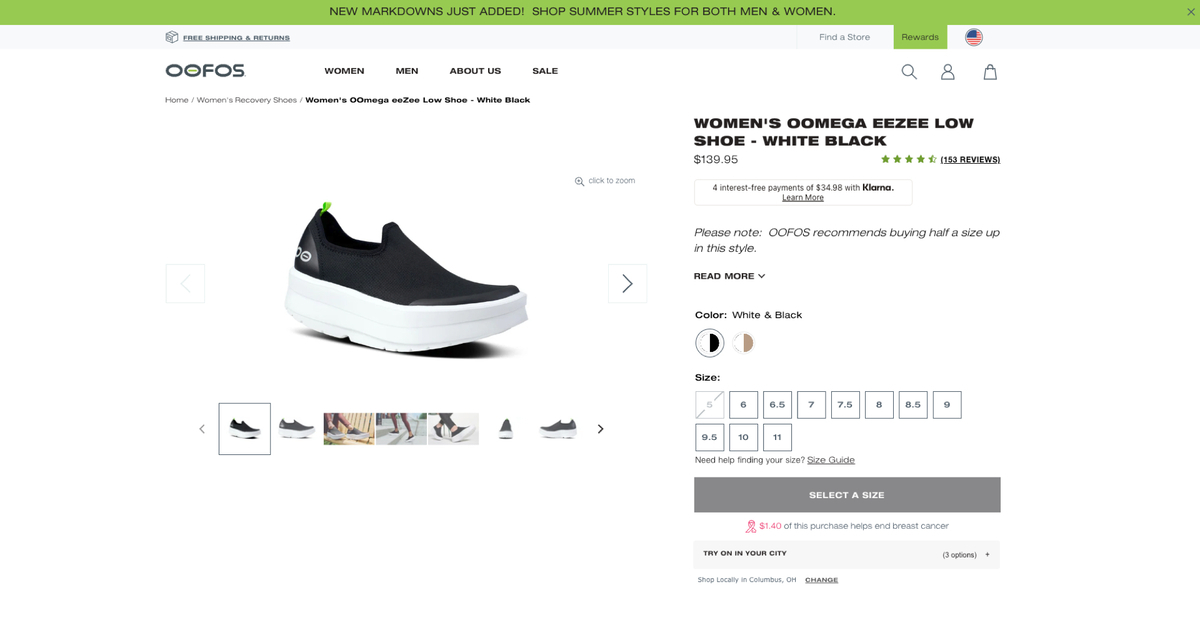 NEW MARKDOWNS JUST ADDED! SHOP SUMMER STYLES FOR BOTH MEN & WOMEN.
FREE SHIPPING & RETURNS
Find a Store
Rewards
OOFOS
WOMEN
MEN
ABOUT US
SALE
Home / Women's Recovery Shoes / Women's OOmega eeZee Low Shoe - White Black
WOMEN'S OOMEGA EEZEE LOW
SHOE - WHITE BLACK
$139.95
(153 REVIEWS)
click to zoom
4 interest-free payments of $34.98 with Klarna.
Learn More
Please note: OOFOS recommends buying half a size up
in this style.
READ MORE
Color: White & Black
Size:
5
6
6.5
7
7.5
8
8.5
9
9.5
10
11
Need help finding your size? Size Guide
SELECT A SIZE
$1.40 of this purchase helps end breast cancer
TRY ON IN YOUR CITY
(3 options) +
Shop Locally in Columbus, OH CHANGE